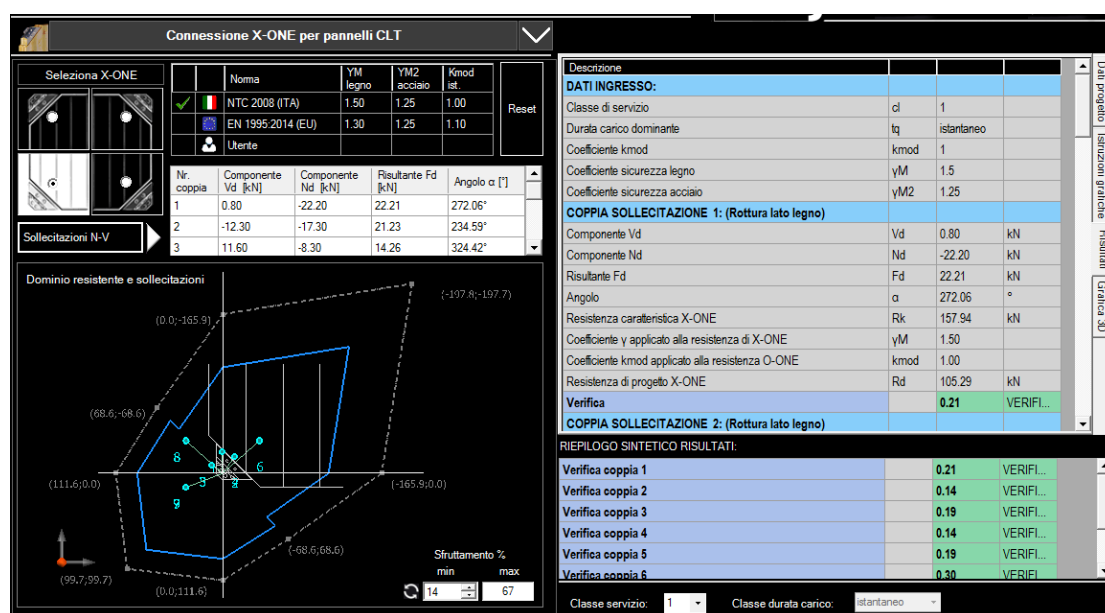 Connessione X-ONE per pannelli CLT
Seleziona X-ONE
Norma YM legno YM2 acciaio Kmod ist.
NTC 2008 (ITA) 1.50 1.25 1.00
EN 1995:2014 (EU) 1.30 1.25 1.10
Utente
Reset
Nr. coppia Componente Vd [kN] Componente Nd [kN] Risultante Fd [kN] Angolo α [°]
1 0.80 -22.20 22.21 272.06°
2 -12.30 -17.30 21.23 234.59°
3 11.60 -8.30 14.26 324.42°
Sollecitazioni N-V
Dominio resistente e sollecitazioni
(-197.8;-197.7)
(0.0;-165.9)
(68.6;-68.6)
8
6
(111.6;0.0)
(-165.9;0.0)
9
(-68.6;68.6)
(99.7;99.7)
(0.0;111.6)
Sfruttamento %
min max
14 67
Descrizione
DATI INGRESSO:
Classe di servizio cl 1
Durata carico dominante tq istantaneo
Coefficiente kmod kmod 1
Coefficiente sicurezza legno γM 1.5
Coefficiente sicurezza acciaio γM2 1.25
COPPIA SOLLECITAZIONE 1: (Rottura lato legno)
Componente Vd Vd 0.80 kN
Componente Nd Nd -22.20 kN
Risultante Fd Fd 22.21 kN
Angolo α 272.06 °
Resistenza caratteristica X-ONE Rk 157.94 kN
Coefficiente γ applicato alla resistenza di X-ONE γM 1.50
Coefficiente kmod applicato alla resistenza O-ONE kmod 1.00
Resistenza di progetto X-ONE Rd 105.29 kN
Verifica 0.21 VERIFI...
COPPIA SOLLECITAZIONE 2: (Rottura lato legno)
Dati progetto
Istruzioni grafiche
Risultati
Grafica 3D
RIEPILOGO SINTETICO RISULTATI:
Verifica coppia 1 0.21 VERIFI...
Verifica coppia 2 0.14 VERIFI...
Verifica coppia 3 0.19 VERIFI...
Verifica coppia 4 0.14 VERIFI...
Verifica coppia 5 0.19 VERIFI...
Verifica coppia 6 0.30 VERIFI...
Classe servizio: 1 Classe durata carico: istantaneo